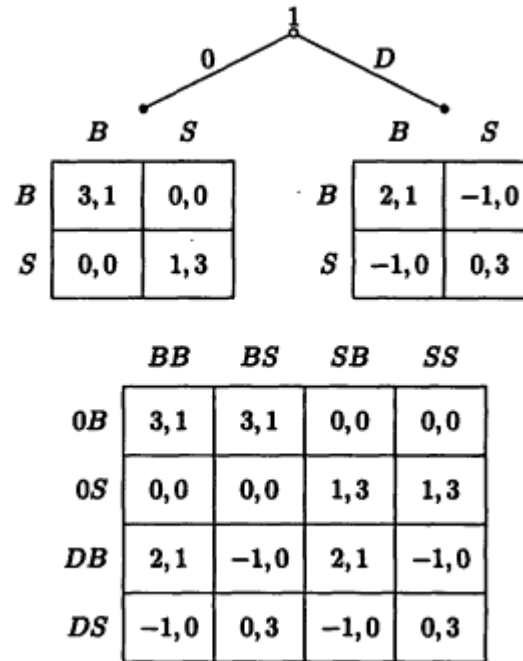 1
0 D
B S B S
B 3,1 0,0 B 2,1 −1,0
S 0,0 1,3 S −1,0 0,3
BB BS SB SS
0B 3,1 3,1 0,0 0,0
0S 0,0 0,0 1,3 1,3
DB 2,1 −1,0 2,1 −1,0
DS −1,0 0,3 −1,0 0,3